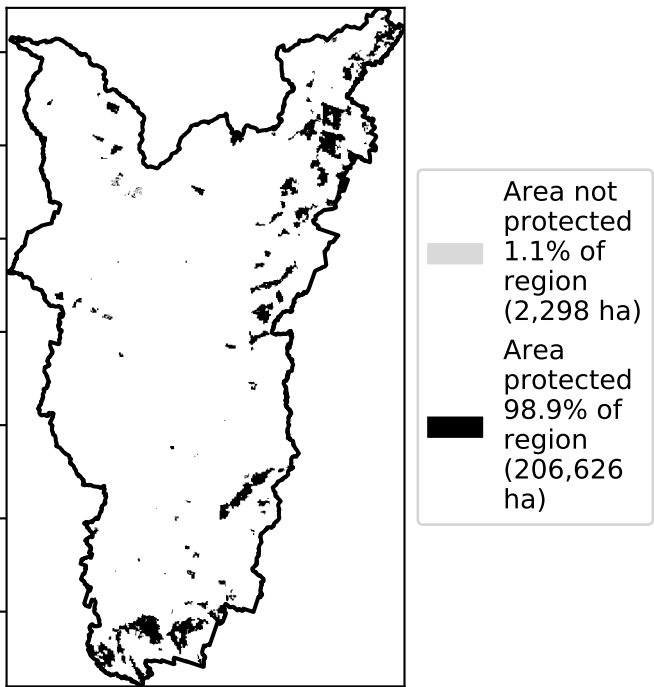 Area not
protected
1.1% of
region
(2,298 ha)
Area
protected
98.9% of
region
(206,626
ha)